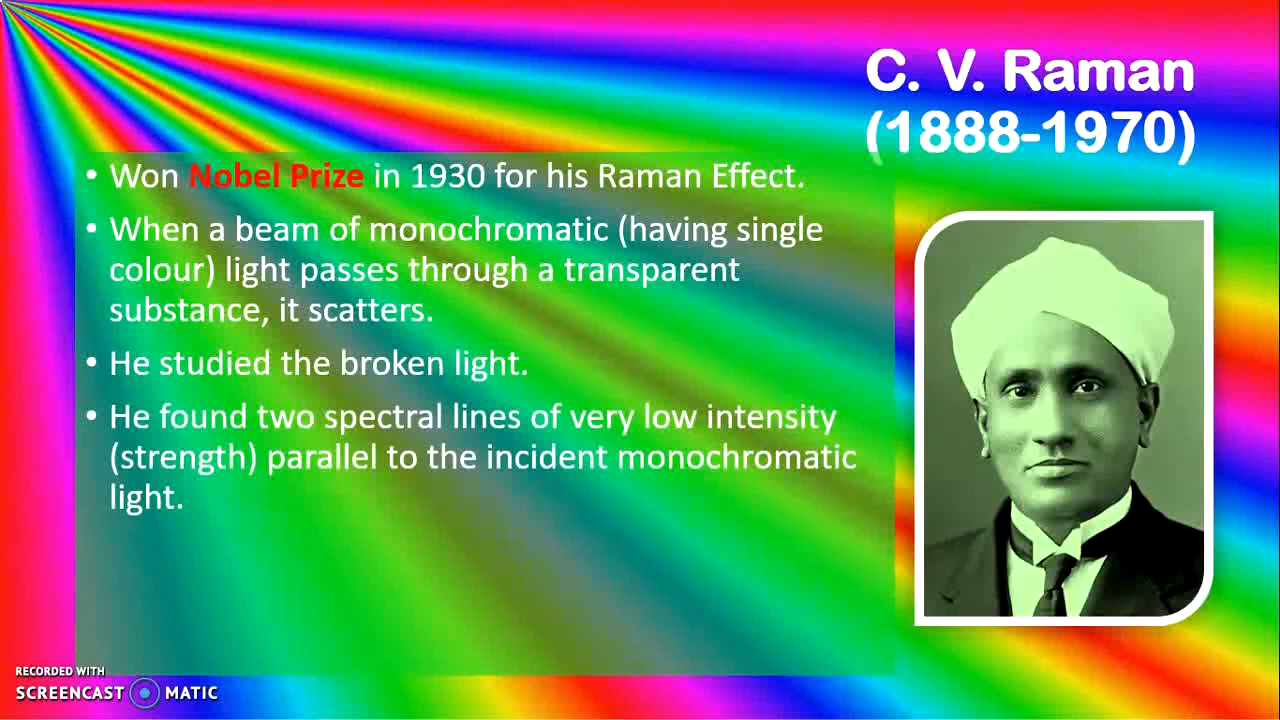 C. V. Raman
(1888-1970)
• Won Nobel Prize in 1930 for his Raman Effect.
• When a beam of monochromatic (having single
colour) light passes through a transparent
substance, it scatters.
• He studied the broken light.
• He found two spectral lines of very low intensity
(strength) parallel to the incident monochromatic
light.
RECORDED WITH
SCREENCAST MATIC